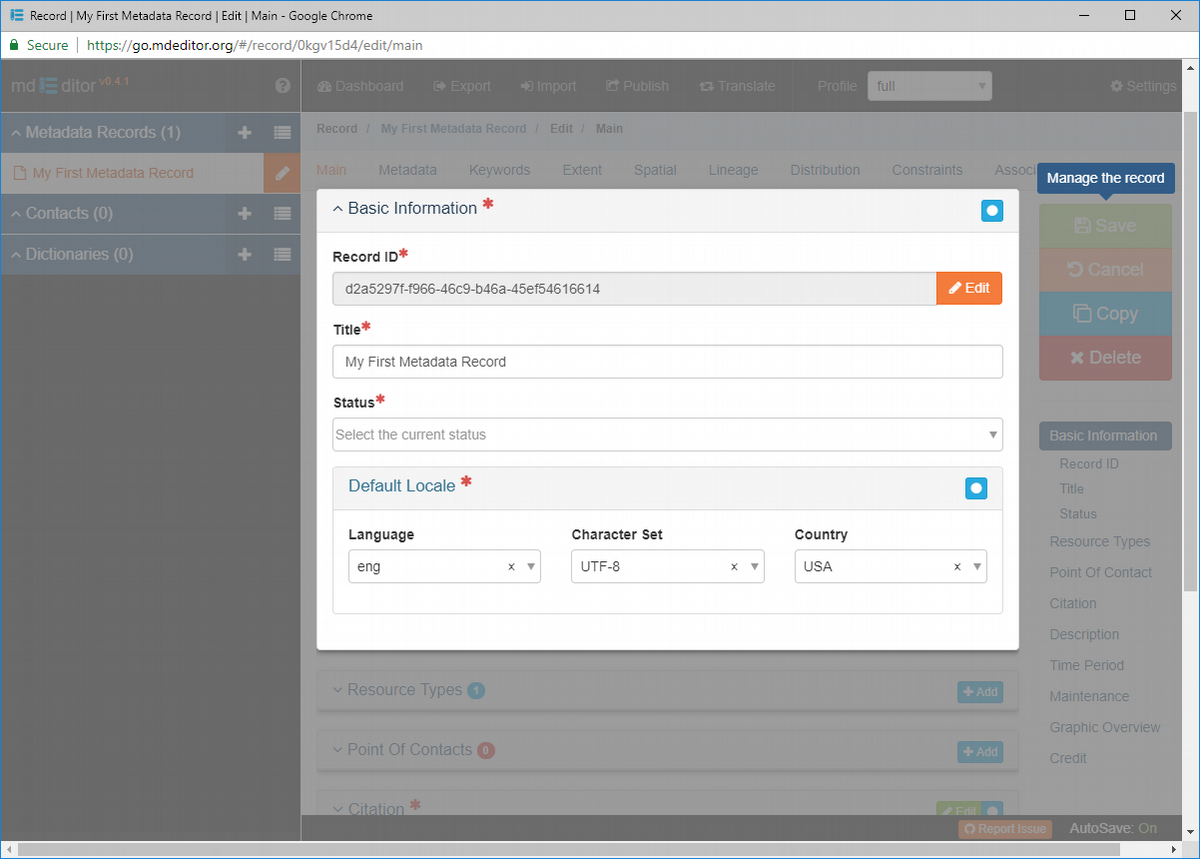 Record | My First Metadata Record | Edit | Main - Google Chrome
Secure | https://go.mdeditor.org/#/record/0kgv15d4/edit/main
md Editor v0.4.1
Dashboard Export Import Publish Translate Profile full Settings
Metadata Records (1)
My First Metadata Record
Contacts (0)
Dictionaries (0)
Record / My First Metadata Record / Edit / Main
Main Metadata Keywords Extent Spatial Lineage Distribution Constraints Associ
Manage the record
Save
Cancel
Copy
Delete
Basic Information *
Record ID*
d2a5297f-f966-46c9-b46a-45ef54616614 Edit
Title*
My First Metadata Record
Status*
Select the current status
Default Locale *
Language Character Set Country
eng × UTF-8 × USA ×
Resource Types 1 + Add
Point Of Contacts 0 + Add
Citation * Edit
Basic Information
Record ID
Title
Status
Resource Types
Point Of Contact
Citation
Description
Time Period
Maintenance
Graphic Overview
Credit
Report Issue AutoSave: On